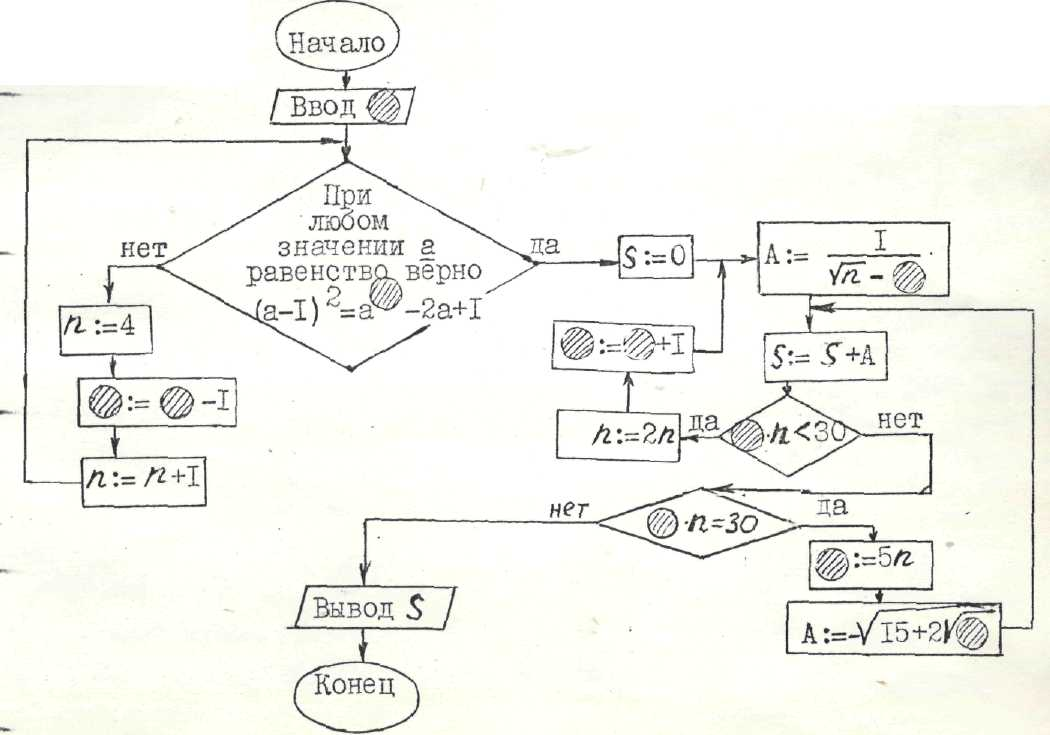 Начало
Ввод
При
любом
значении а
равенство верно
(а-I)²=а -2а+I
нет
да
n:=4
:= -I
n:=n+I
S:=0
A:= I/(√n - )
:= +I
S:=S+A
·n<30
да
нет
n:=2n
·n=30
нет
да
:=5n
A:=-√I5+2√
Вывод S
Конец